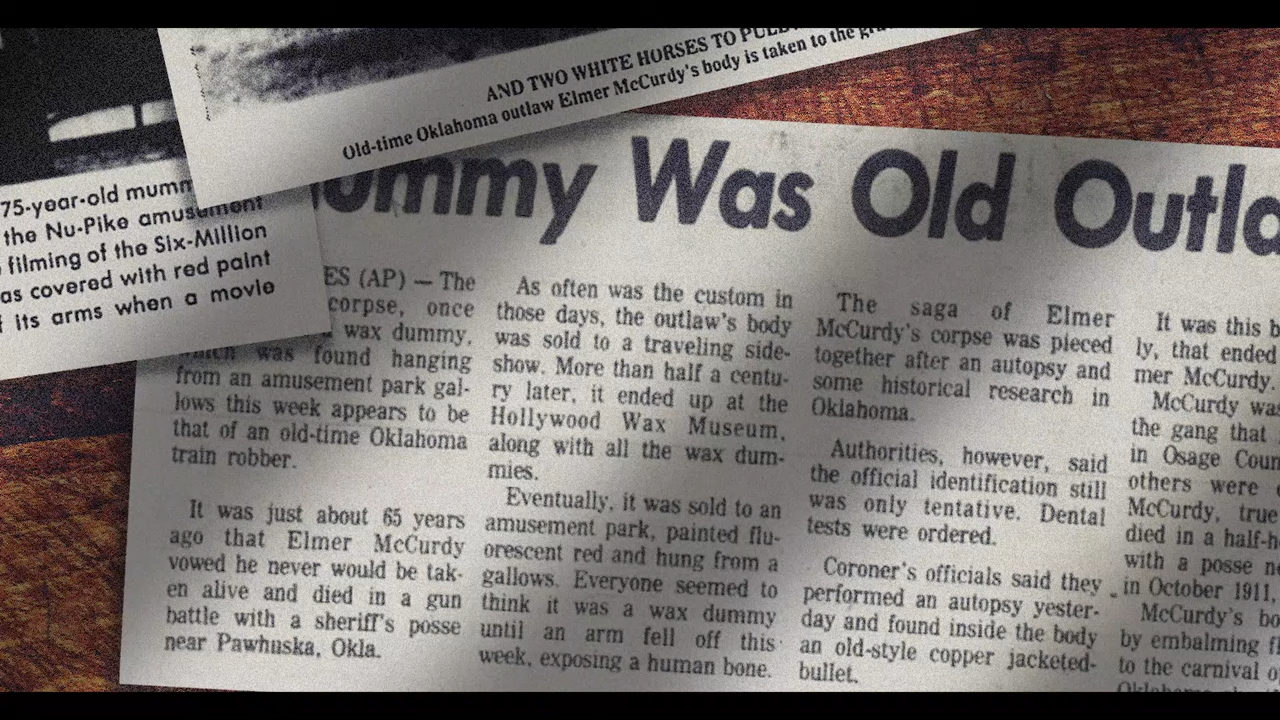 AND TWO WHITE HORSES TO
Old-time Oklahoma outlaw Elmer McCurdy's body is taken to the
75-year-old
the Nu-Pike amusement
filming of the Six-Million
as covered with red paint
its arms when a movie
Was Old
ES (AP) — The
corpse, once
wax dummy,
which was found hanging
from an amusement park gal-
lows this week appears to be
that of an old-time Oklahoma
train robber.
It was just about 65 years
ago that Elmer McCurdy
vowed he never would be tak-
en alive and died in a gun
battle with a sheriff's posse
near Pawhuska, Okla.
As often was the custom in
those days, the outlaw's body
was sold to a traveling side-
show. More than half a centu-
ry later, it ended up at the
Hollywood Wax Museum,
along with all the wax dum-
mies.
Eventually, it was sold to an
amusement park, painted flu-
orescent red and hung from a
gallows. Everyone seemed to
think it was a wax dummy
until an arm fell off this
week, exposing a human bone.
The saga of Elmer
McCurdy's corpse was pieced
together after an autopsy and
some historical research in
Oklahoma.
Authorities, however, said
the official identification still
was only tentative. Dental
tests were ordered.
Coroner's officials said they
performed an autopsy yester-
day and found inside the body
an old-style copper jacketed-
bullet.
It was this
ly, that ended
mer McCurdy.
McCurdy was
the gang that
in Osage
others were
McCurdy, true
died in a
with a posse
in October 1911,
McCurdy's
by embalming
to the carnival